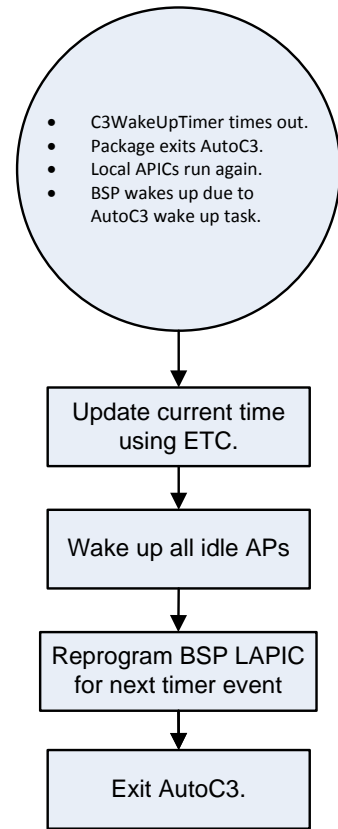 • C3WakeUpTimer times out.
• Package exits AutoC3.
• Local APICs run again.
• BSP wakes up due to
AutoC3 wake up task.
Update current time
using ETC.
Wake up all idle APs
Reprogram BSP LAPIC
for next timer event
Exit AutoC3.